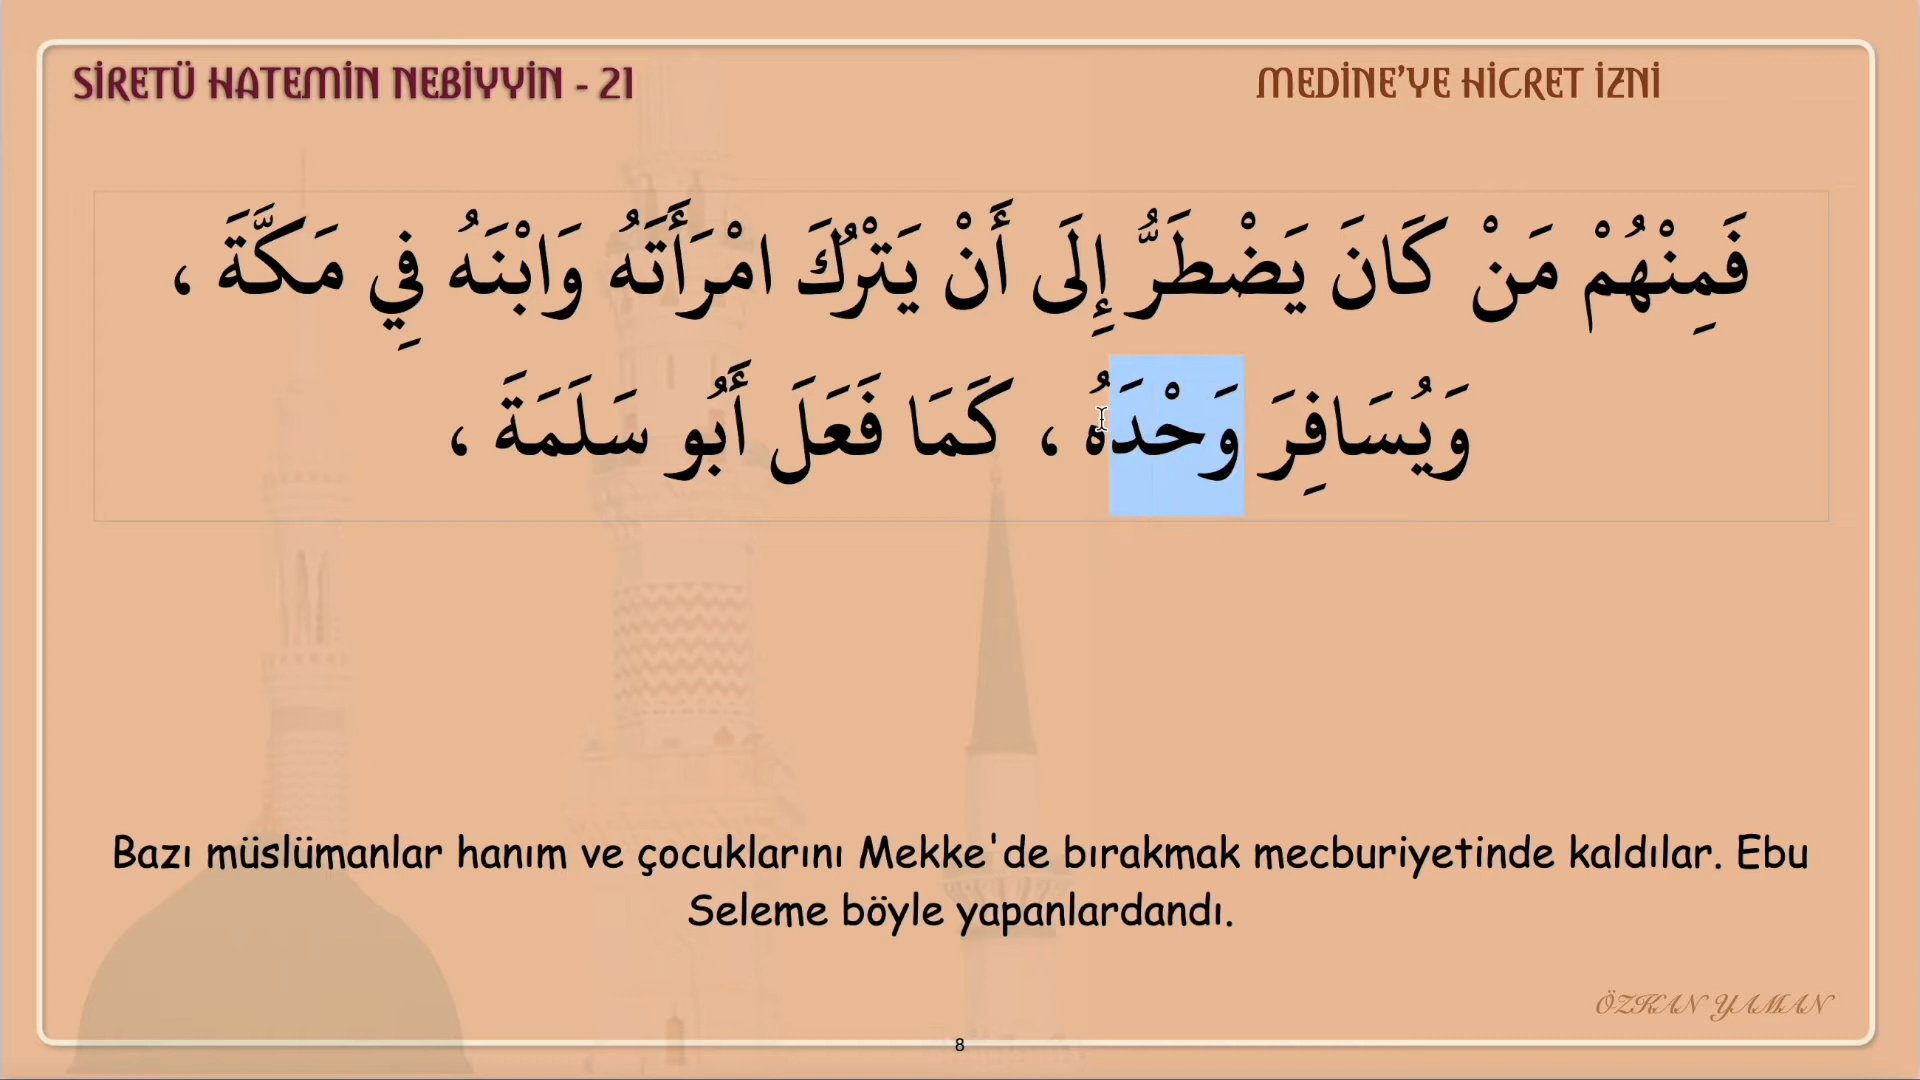 SİRETÜ HATEMİN NEBİYYİN - 21
MEDİNE'YE HİCRET İZNİ
فَمِنْهُمْ مَنْ كَانَ يَضْطَرُّ إِلَى أَنْ يَتْرُكَ امْرَأَتَهُ وَابْنَهُ فِي مَكَّةَ ،
وَيُسَافِرَ وَحْدَهُ ، كَمَا فَعَلَ أَبُو سَلَمَةَ ،
Bazı müslümanlar hanım ve çocuklarını Mekke'de bırakmak mecburiyetinde kaldılar. Ebu
Seleme böyle yapanlardandı.
ÖZKAN YAMAN
8